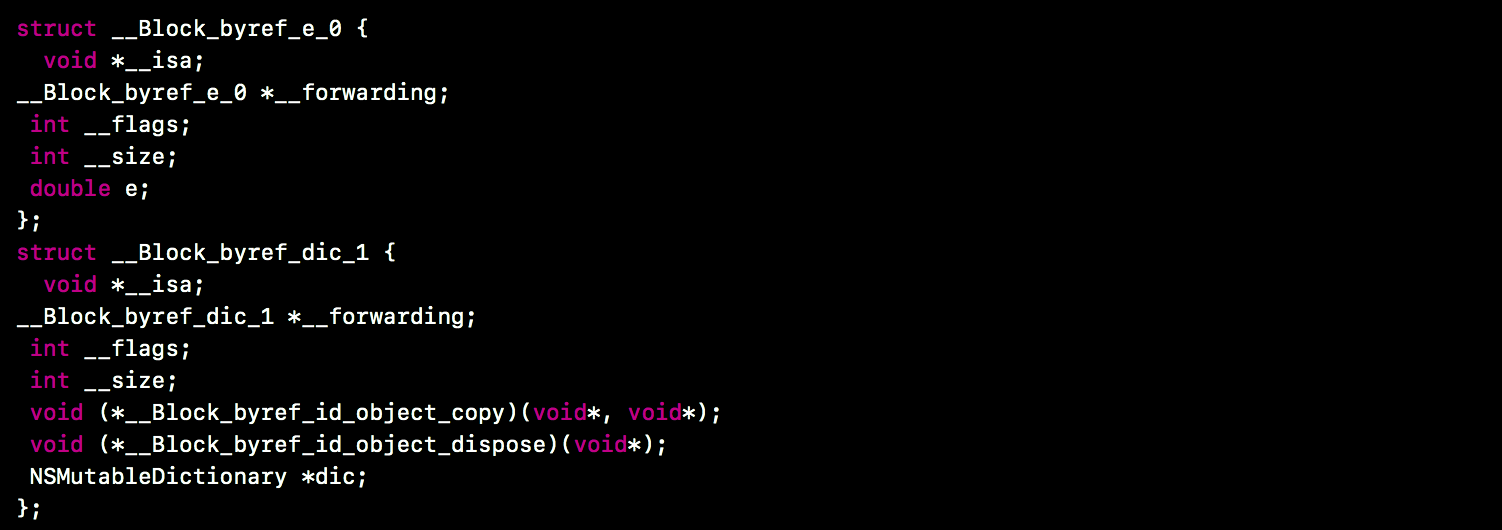 struct __Block_byref_e_0 {
  void *__isa;
__Block_byref_e_0 *__forwarding;
 int __flags;
 int __size;
 double e;
};
struct __Block_byref_dic_1 {
  void *__isa;
__Block_byref_dic_1 *__forwarding;
 int __flags;
 int __size;
 void (*__Block_byref_id_object_copy)(void*, void*);
 void (*__Block_byref_id_object_dispose)(void*);
 NSMutableDictionary *dic;
};